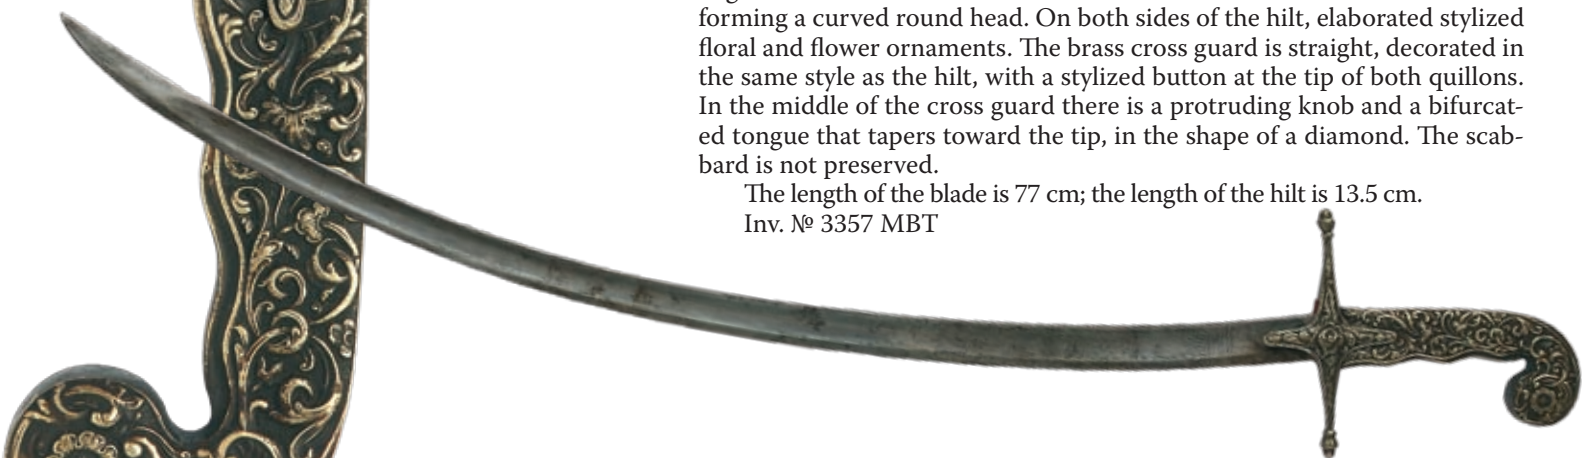 forming a curved round head. On both sides of the hilt, elaborated stylized
floral and flower ornaments. The brass cross guard is straight, decorated in
the same style as the hilt, with a stylized button at the tip of both quillons.
In the middle of the cross guard there is a protruding knob and a bifurcat-
ed tongue that tapers toward the tip, in the shape of a diamond. The scab-
bard is not preserved.
The length of the blade is 77 cm; the length of the hilt is 13.5 cm.
Inv. № 3357 MBT